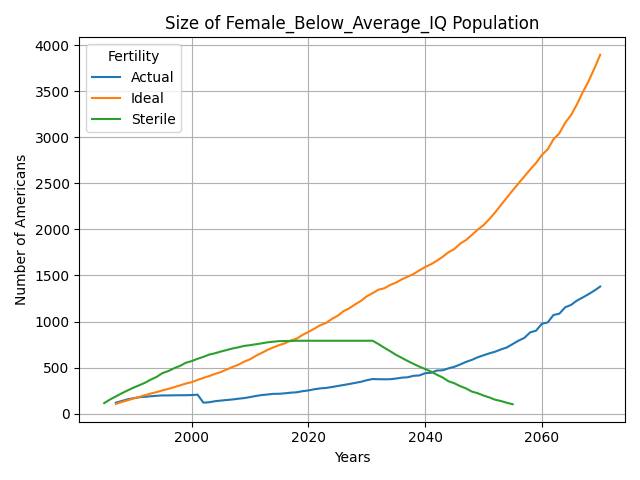 Size of Female_Below_Average_IQ Population
Fertility
Actual
Ideal
Sterile
Number of Americans
4000
3500
3000
2500
2000
1500
1000
500
0
2000
2020
2040
2060
Years